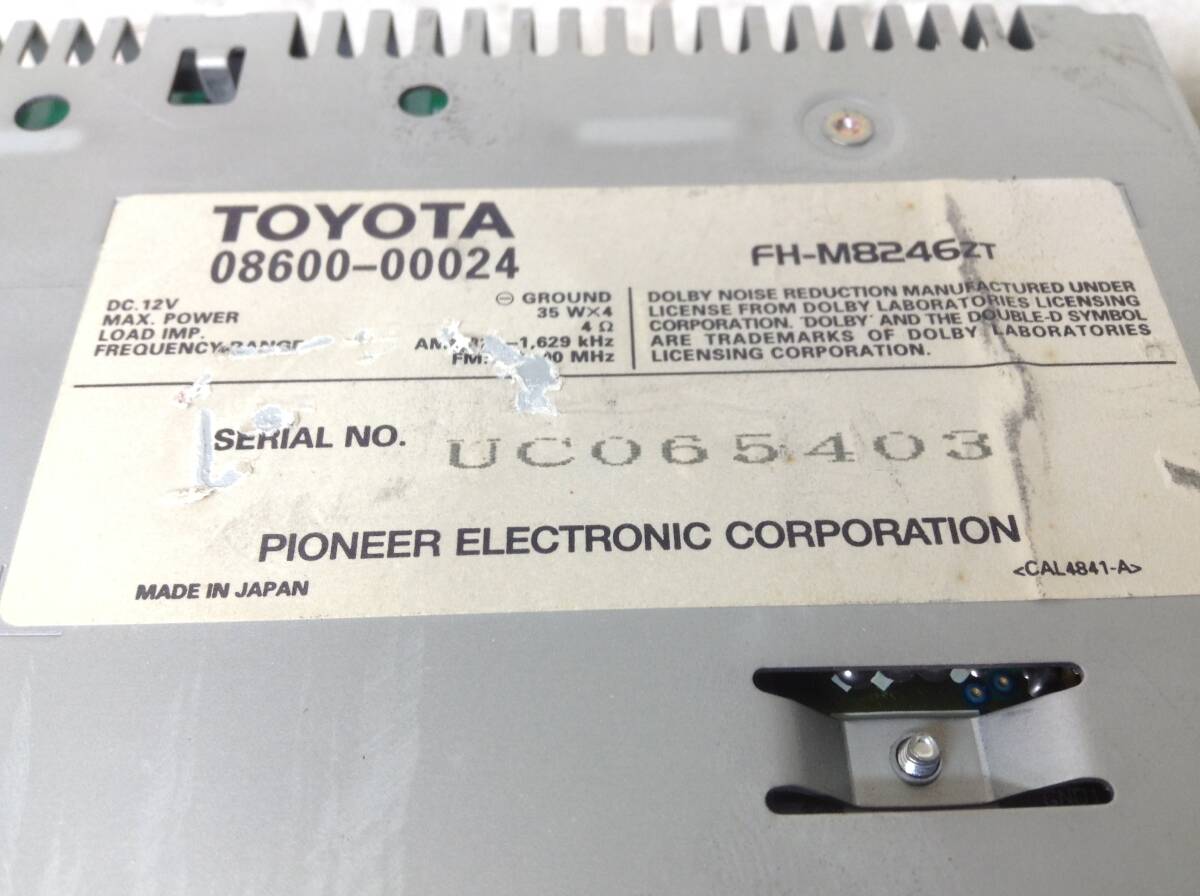 TOYOTA
08600-00024
FH-M8246ZT
DC. 12V ⊖ GROUND
MAX. POWER 35 W×4
LOAD IMP. 4 Ω
FREQUENCY RANGE
-1,629 kHz
FM: MHz
DOLBY NOISE REDUCTION MANUFACTURED UNDER
LICENSE FROM DOLBY LABORATORIES LICENSING
CORPORATION. "DOLBY" AND THE DOUBLE-D SYMBOL
ARE TRADEMARKS OF DOLBY LABORATORIES
LICENSING CORPORATION.
SERIAL NO. UC065403
PIONEER ELECTRONIC CORPORATION
MADE IN JAPAN
<CAL4841-A>